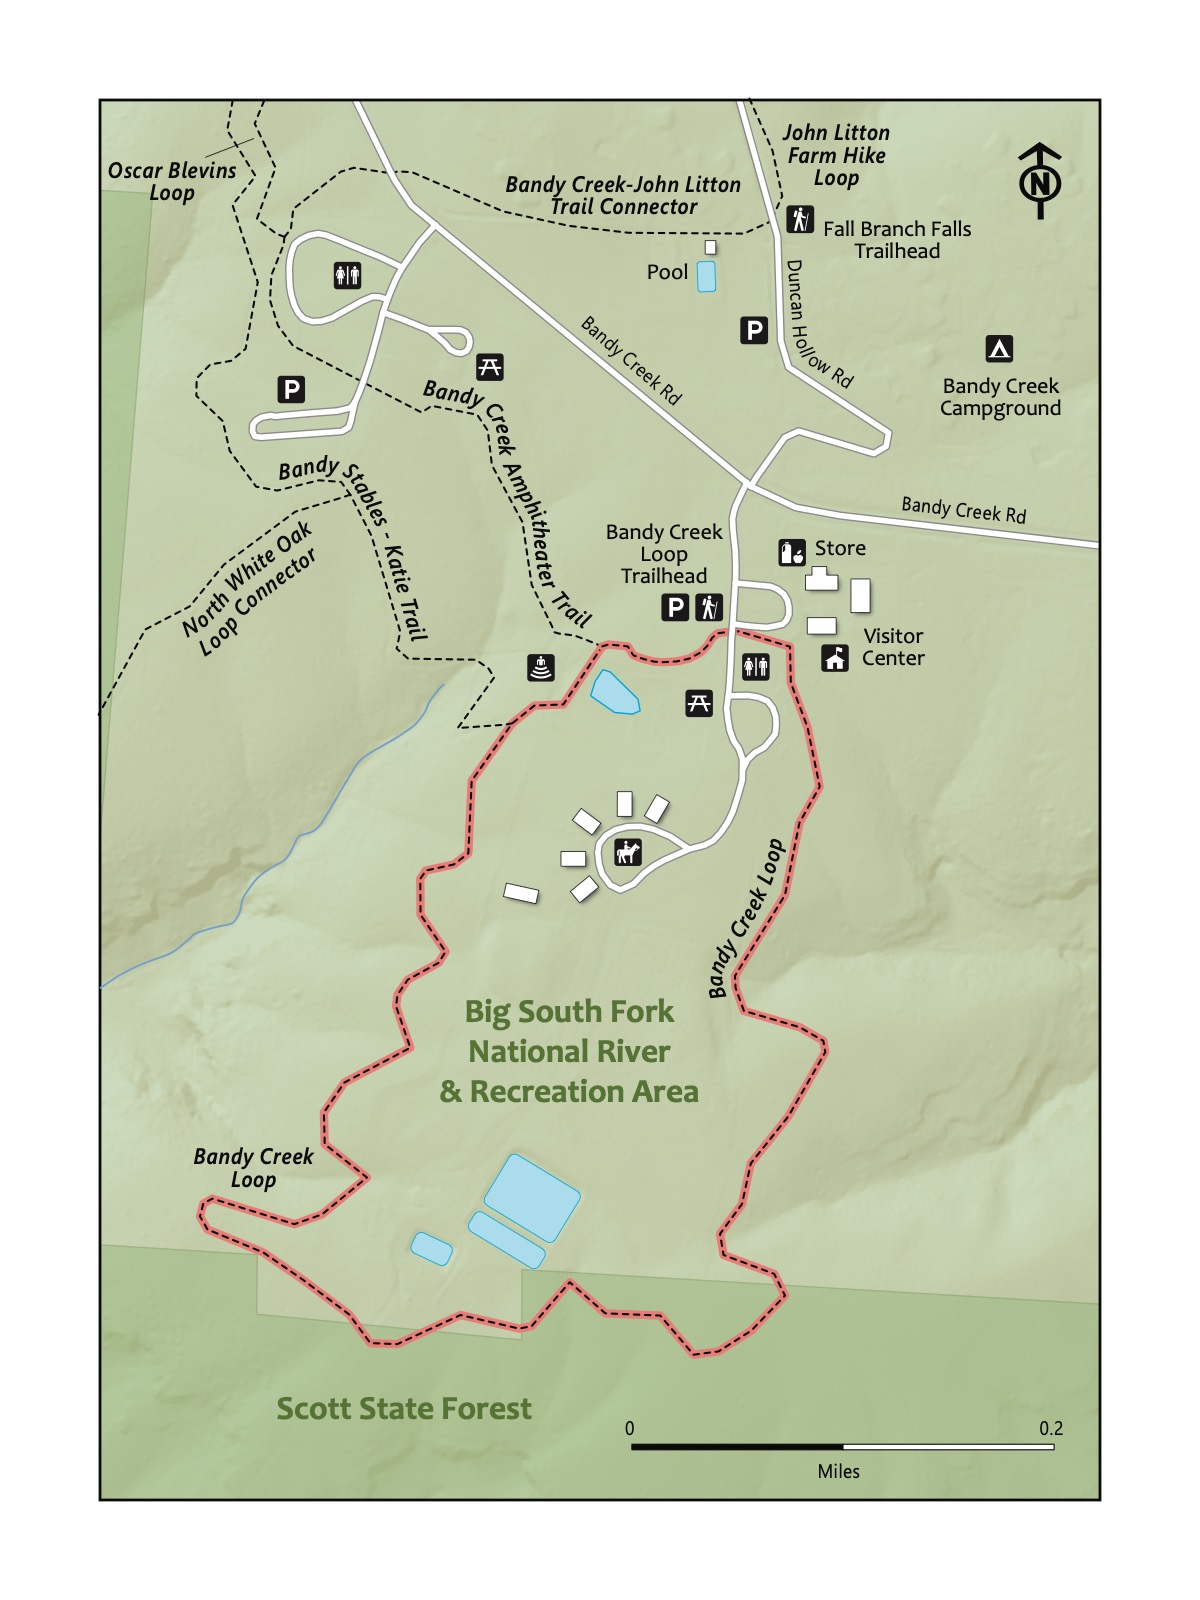 John Litton
Farm Hike
Loop
Oscar Blevins
Loop
Bandy Creek-John Litton
Trail Connector
N
Fall Branch Falls
Trailhead
Pool
Duncan Hollow Rd
P
Bandy Creek Rd
Bandy Creek
Campground
P
Bandy Creek Amphitheater Trail
Bandy Stables - Katie Trail
North White Oak
Loop Connector
Bandy Creek Rd
Bandy Creek
Loop
Trailhead
P
Store
Visitor
Center
Bandy Creek Loop
Big South Fork
National River
& Recreation Area
Bandy Creek
Loop
Scott State Forest
0
0.2
Miles